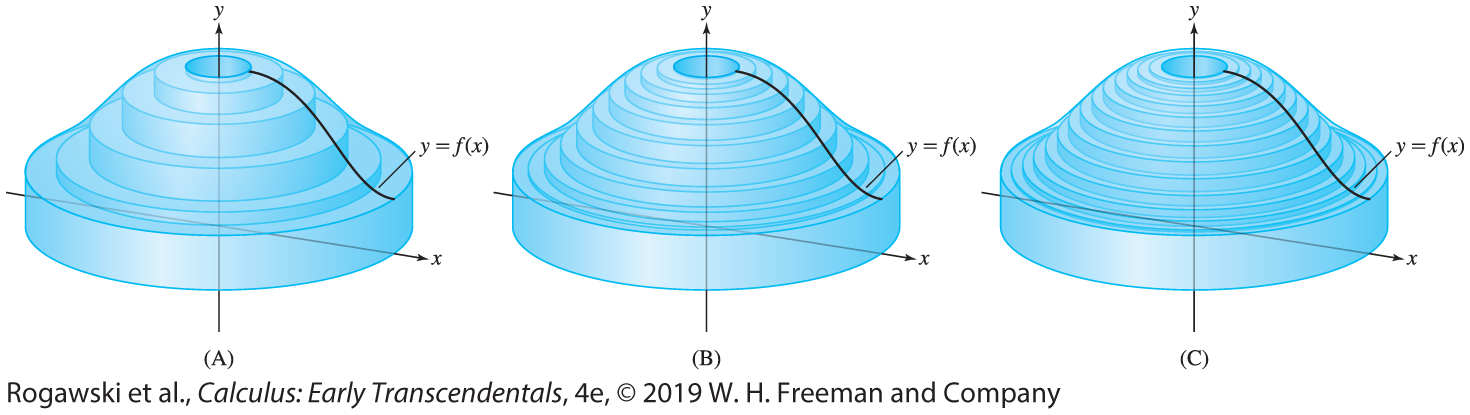 y y y
y = f(x) y = f(x) y = f(x)
x x x
(A) (B) (C)
Rogawski et al., Calculus: Early Transcendentals, 4e, © 2019 W. H. Freeman and Company